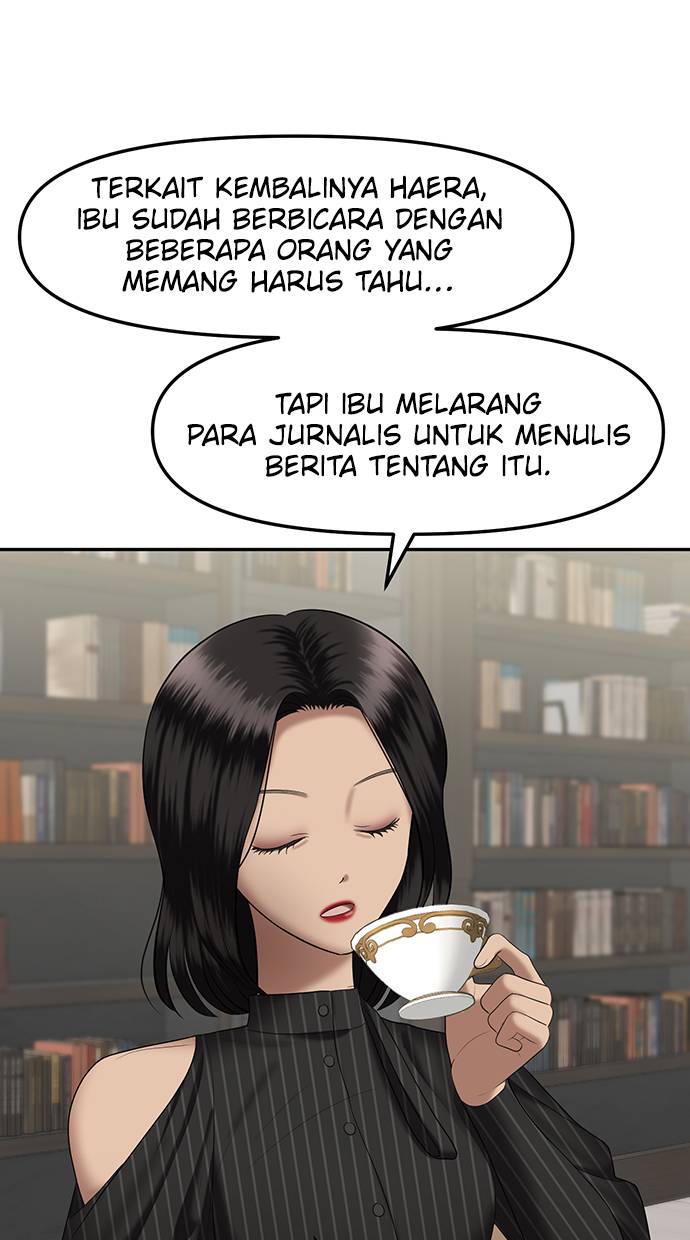 TERKAIT KEMBALINYA HAERA,
IBU SUDAH BERBICARA DENGAN
BEBERAPA ORANG YANG
MEMANG HARUS TAHU...
TAPI IBU MELARANG
PARA JURNALIS UNTUK MENULIS
BERITA TENTANG ITU.